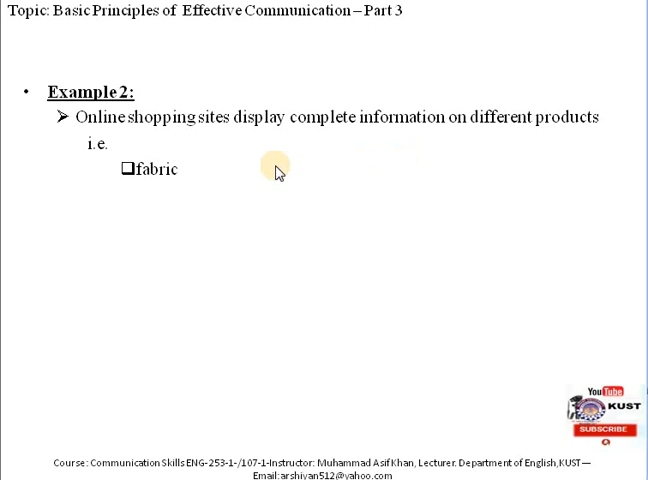 Topic: Basic Principles of Effective Communication – Part 3
• Example 2:
➢ Online shopping sites display complete information on different products
i.e.
❑fabric
YouTube
KUST
SUBSCRIBE
Course: Communication Skills ENG-253-1-/107-1-Instructor: Muhammad Asif Khan, Lecturer. Department of English,KUST—
Email:arshiyan512@yahoo.com